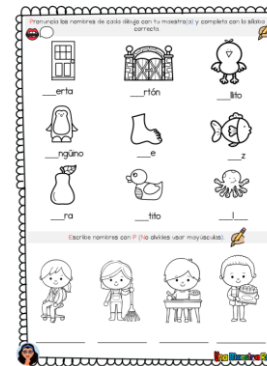 Pronuncia los nombres de cada dibujo con tu maestra(a) y completa con la sílaba
correcta.
___erta ___rtón ___llito
___ngüino ___e ___z
___ra ___tito ___l___
Escribe nombres con P (No olvides usar mayúsculas).